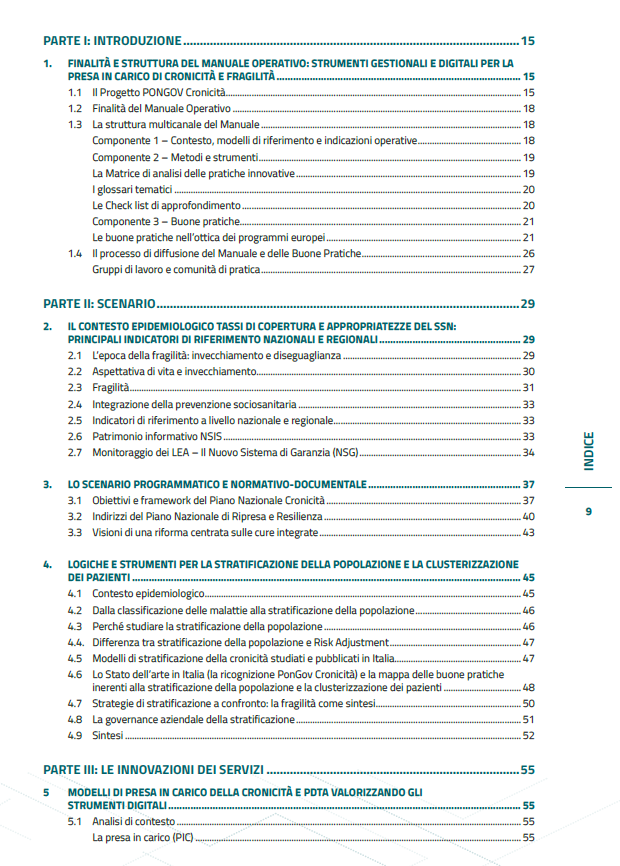 PARTE I: INTRODUZIONE 15
1. FINALITÀ E STRUTTURA DEL MANUALE OPERATIVO: STRUMENTI GESTIONALI E DIGITALI PER LA
PRESA IN CARICO DI CRONICITÀ E FRAGILITÀ 15
1.1 Il Progetto PONGOV Cronicità 15
1.2 Finalità del Manuale Operativo 18
1.3 La struttura multicanale del Manuale 18
Componente 1 – Contesto, modelli di riferimento e indicazioni operative 18
Componente 2 – Metodi e strumenti 19
La Matrice di analisi delle pratiche innovative 19
I glossari tematici 20
Le Check list di approfondimento 20
Componente 3 – Buone pratiche 21
Le buone pratiche nell'ottica dei programmi europei 21
1.4 Il processo di diffusione del Manuale e delle Buone Pratiche 26
Gruppi di lavoro e comunità di pratica 27
PARTE II: SCENARIO 29
2. IL CONTESTO EPIDEMIOLOGICO TASSI DI COPERTURA E APPROPRIATEZZE DEL SSN:
PRINCIPALI INDICATORI DI RIFERIMENTO NAZIONALI E REGIONALI 29
2.1 L'epoca della fragilità: invecchiamento e diseguaglianza 29
2.2 Aspettativa di vita e invecchiamento 30
2.3 Fragilità 31
2.4 Integrazione della prevenzione sociosanitaria 33
2.5 Indicatori di riferimento a livello nazionale e regionale 33
2.6 Patrimonio informativo NSIS 33
2.7 Monitoraggio dei LEA – Il Nuovo Sistema di Garanzia (NSG) 34
3. LO SCENARIO PROGRAMMATICO E NORMATIVO-DOCUMENTALE 37
3.1 Obiettivi e framework del Piano Nazionale Cronicità 37
3.2 Indirizzi del Piano Nazionale di Ripresa e Resilienza 40
3.3 Visioni di una riforma centrata sulle cure integrate 43
4. LOGICHE E STRUMENTI PER LA STRATIFICAZIONE DELLA POPOLAZIONE E LA CLUSTERIZZAZIONE
DEI PAZIENTI 45
4.1 Contesto epidemiologico 45
4.2 Dalla classificazione delle malattie alla stratificazione della popolazione 46
4.3 Perché studiare la stratificazione della popolazione 46
4.4. Differenza tra stratificazione della popolazione e Risk Adjustment 47
4.5 Modelli di stratificazione della cronicità studiati e pubblicati in Italia 47
4.6 Lo Stato dell'arte in Italia (la ricognizione PonGov Cronicità) e la mappa delle buone pratiche
inerenti alla stratificazione della popolazione e la clusterizzazione dei pazienti 48
4.7 Strategie di stratificazione a confronto: la fragilità come sintesi 50
4.8 La governance aziendale della stratificazione 51
4.9 Sintesi 52
PARTE III: LE INNOVAZIONI DEI SERVIZI 55
5 MODELLI DI PRESA IN CARICO DELLA CRONICITÀ E PDTA VALORIZZANDO GLI
STRUMENTI DIGITALI 55
5.1 Analisi di contesto 55
La presa in carico (PIC) 55
INDICE
9